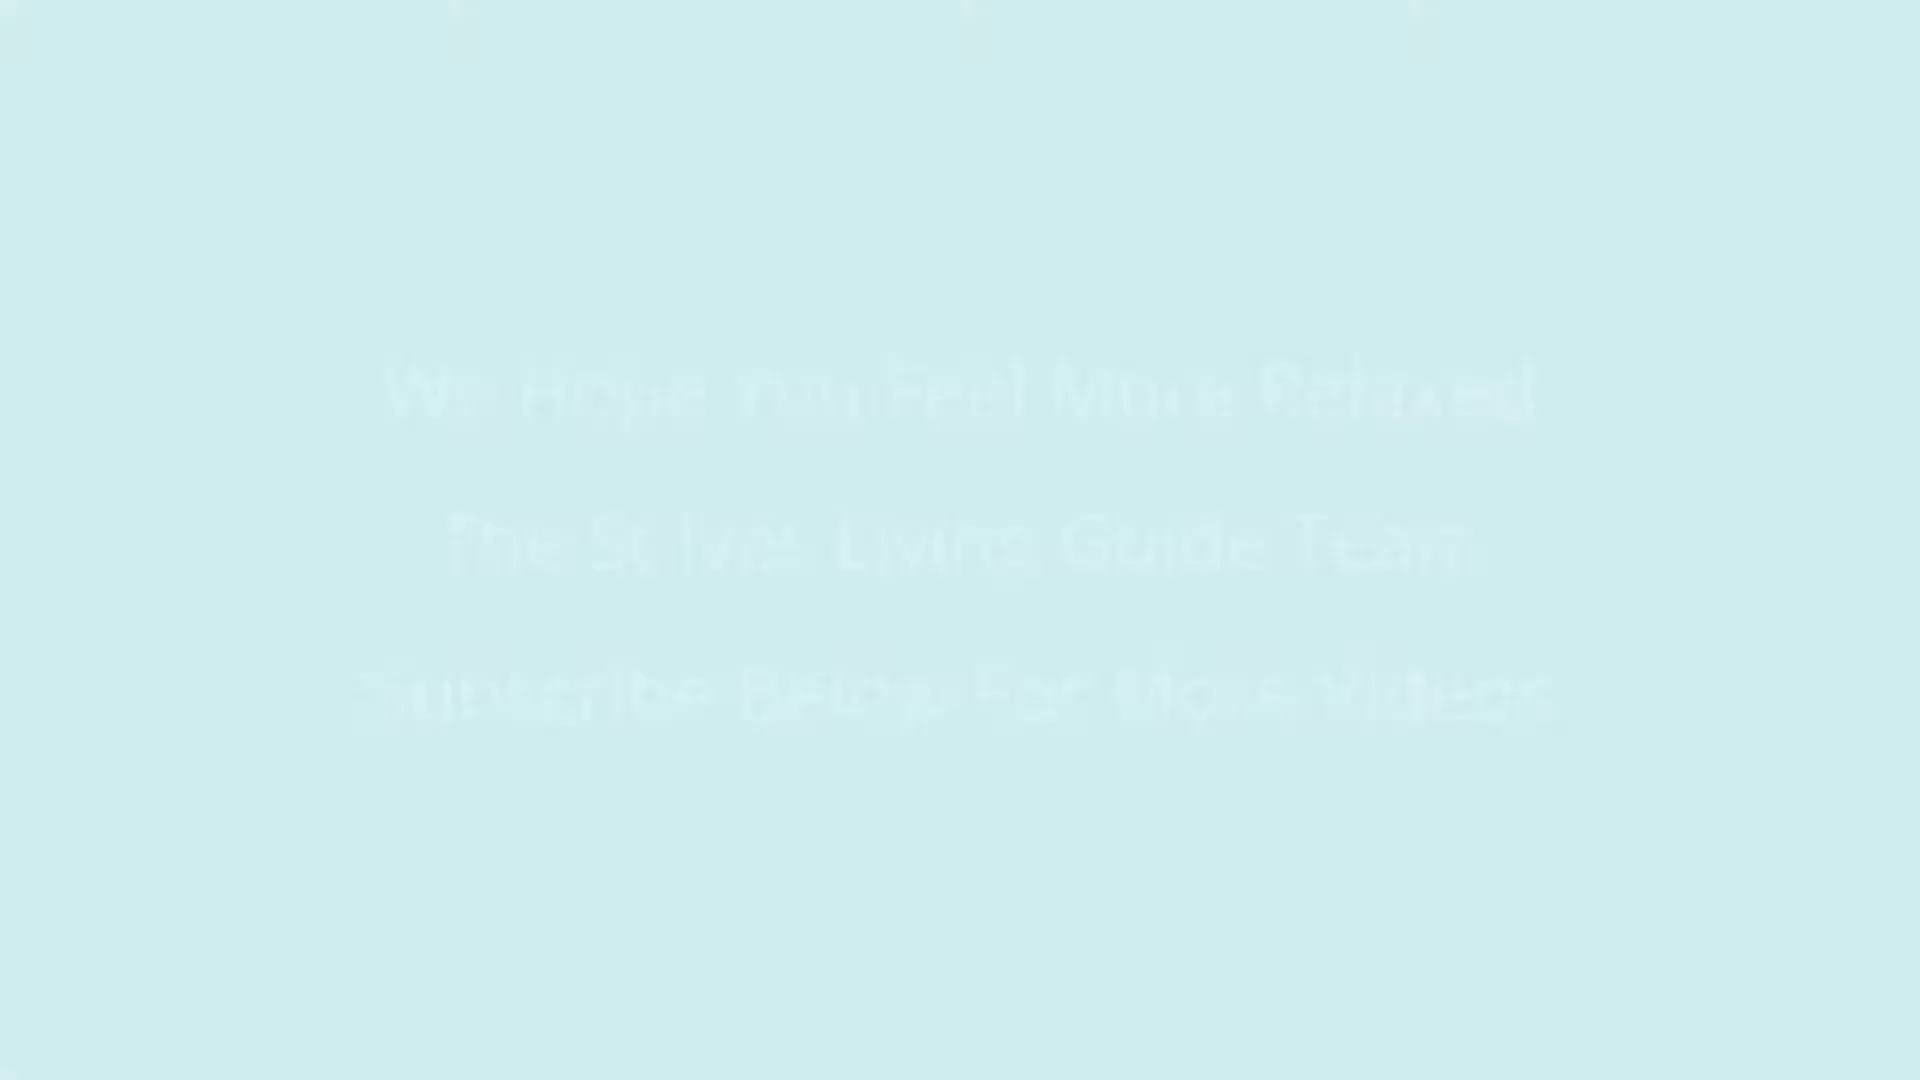 We Hope You Feel More Relaxed
The St Ives Living Guide Team
Subscribe Below For More Videos